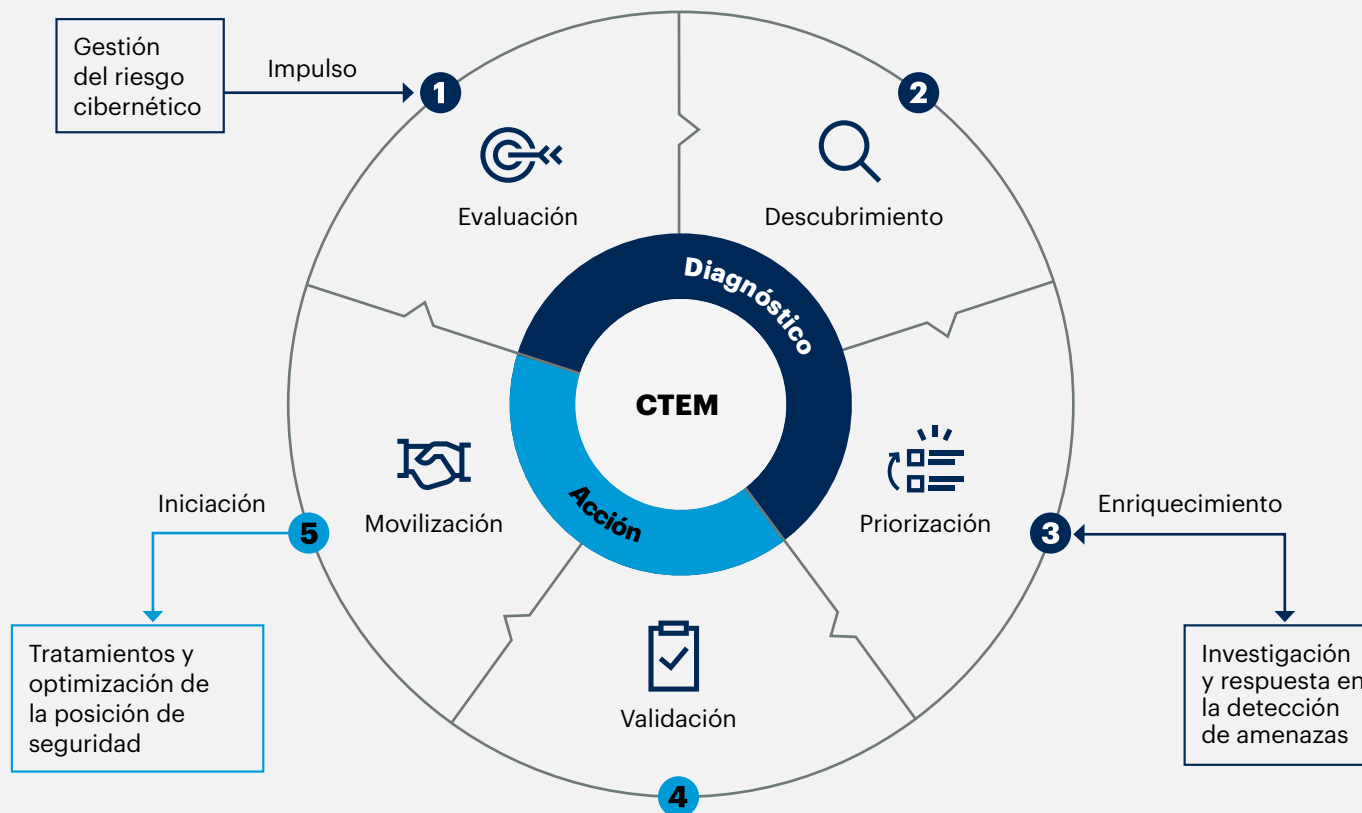 Gestión
del riesgo
cibernético
Impulso
1
2
Evaluación
Descubrimiento
Diagnóstico
CTEM
Acción
Movilización
Priorización
Iniciación
5
Enriquecimiento
3
Tratamientos y
optimización de
la posición de
seguridad
Validación
Investigación
y respuesta en
la detección
de amenazas
4